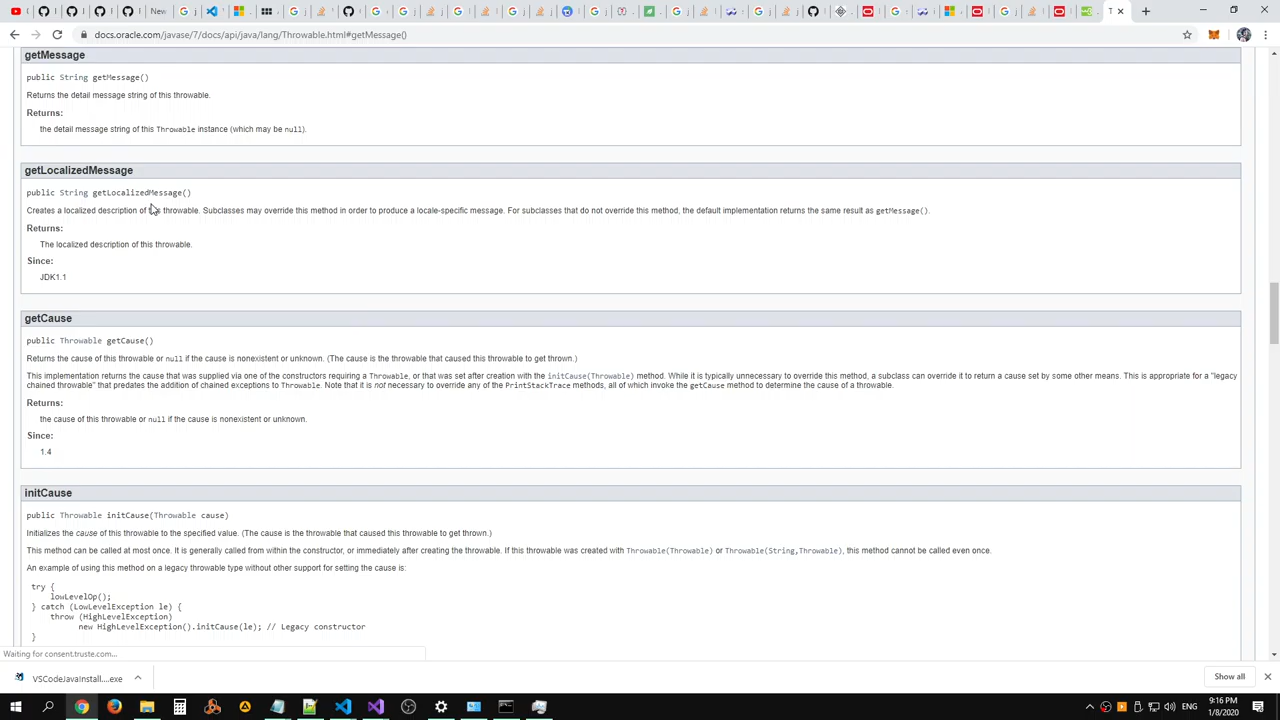 New
docs.oracle.com/javase/7/docs/api/java/lang/Throwable.html#getMessage()
getMessage
public String getMessage()
Returns the detail message string of this throwable.
Returns:
the detail message string of this Throwable instance (which may be null).
getLocalizedMessage
public String getLocalizedMessage()
Creates a localized description of this throwable. Subclasses may override this method in order to produce a locale-specific message. For subclasses that do not override this method, the default implementation returns the same result as getMessage().
Returns:
The localized description of this throwable.
Since:
JDK1.1
getCause
public Throwable getCause()
Returns the cause of this throwable or null if the cause is nonexistent or unknown. (The cause is the throwable that caused this throwable to get thrown.)
This implementation returns the cause that was supplied via one of the constructors requiring a Throwable, or that was set after creation with the initCause(Throwable) method. While it is typically unnecessary to override this method, a subclass can override it to return a cause set by some other means. This is appropriate for a "legacy
chained throwable" that predates the addition of chained exceptions to Throwable. Note that it is not necessary to override any of the PrintStackTrace methods, all of which invoke the getCause method to determine the cause of a throwable.
Returns:
the cause of this throwable or null if the cause is nonexistent or unknown.
Since:
1.4
initCause
public Throwable initCause(Throwable cause)
Initializes the cause of this throwable to the specified value. (The cause is the throwable that caused this throwable to get thrown.)
This method can be called at most once. It is generally called from within the constructor, or immediately after creating the throwable. If this throwable was created with Throwable(Throwable) or Throwable(String,Throwable), this method cannot be called even once.
An example of using this method on a legacy throwable type without other support for setting the cause is:
try {
lowLevelOp();
} catch (LowLevelException le) {
throw (HighLevelException)
new HighLevelException().initCause(le); // Legacy constructor
}
Waiting for consent.truste.com...
VSCodeJavaInstall....exe
Show all
ENG
9:16 PM
1/8/2020